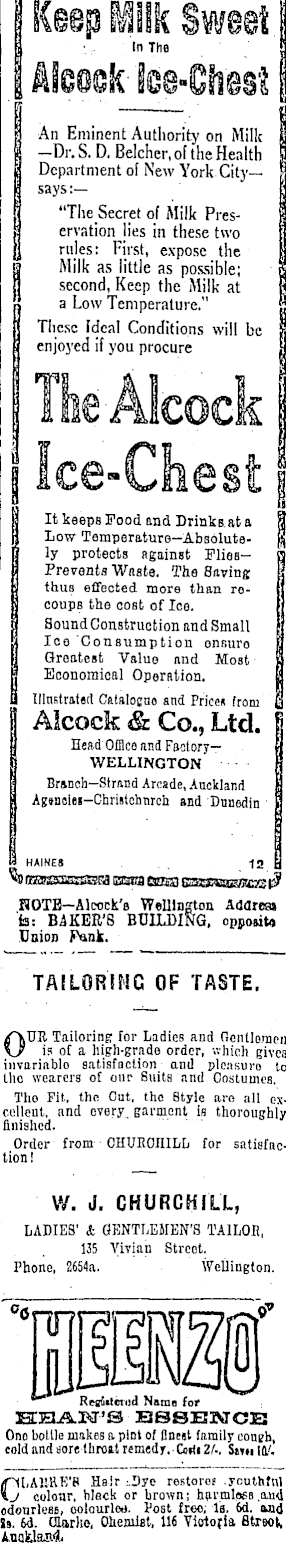 Keep Milk Sweet
In The
Alcock Ice-Chest
An Eminent Authority on Milk
—Dr. S. D. Belcher, of the Health
Department of New York City—
says:—
"The Secret of Milk Pres-
ervation lies in these two
rules: First, expose the
Milk as little as possible;
second, Keep the Milk at
a Low Temperature."
These Ideal Conditions will be
enjoyed if you procure
The Alcock
Ice-Chest
It keeps Food and Drinks at a
Low Temperature—Absolute-
ly protects against Flies—
Prevents Waste. The Saving
thus effected more than re-
coups the cost of Ice.
Sound Construction and Small
Ice Consumption ensure
Greatest Value and Most
Economical Operation.
Illustrated Catalogue and Prices from
Alcock & Co., Ltd.
Head Office and Factory—
WELLINGTON
Branch—Strand Arcade, Auckland
Agencies—Christchurch and Dunedin
HAINES 12
NOTE—Alcock's Wellington Address
is: BAKER'S BUILDING, opposite
Union Bank.
TAILORING OF TASTE.
OUR Tailoring for Ladies and Gentlemen
is of a high-grade order, which gives
invariable satisfaction and pleasure to
the wearers of our Suits and Costumes.
The Fit, the Cut, the Style are all ex-
cellent, and every garment is thoroughly
finished.
Order from CHURCHILL for satisfac-
tion!
W. J. CHURCHILL,
LADIES' & GENTLEMEN'S TAILOR,
135 Vivian Street.
Phone, 2654a. Wellington.
"HEENZO"
Registered Name for
HEAN'S ESSENCE
One bottle makes a pint of finest family cough,
cold and sore throat remedy. Costs 2/-. Saves 10/-.
CLARKE'S Hair Dye restores youthful
colour, black or brown; harmless and
odourless, colourless. Post free, 1s. 6d. and
2s. 6d. Clarke, Chemist, 116 Victoria Street,
Auckland.